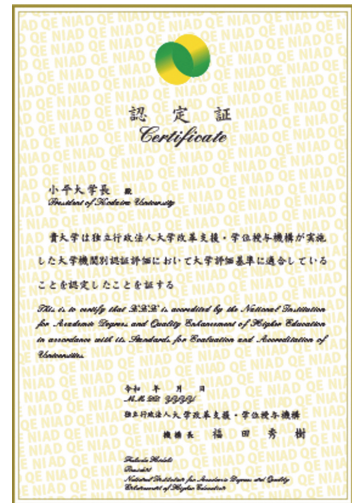 認定証
Certificate
小平大学長 殿
President of Kodaira University
貴大学は独立行政法人大学改革支援・学位授与機構が実施
した大学機関別認証評価において大学評価基準に適合している
ことを認定したことを証する
This is to certify that DDD is accredited by the National Institution
for Academic Degrees and Quality Enhancement of Higher Education
in accordance with its Standards for Evaluation and Accreditation of
Universities.
令和 年 月 日
M.M. DD. YYYY
独立行政法人大学改革支援・学位授与機構
機構長 福田秀樹
Fukuda Hideki
President
National Institution for Academic Degrees and Quality
Enhancement of Higher Education